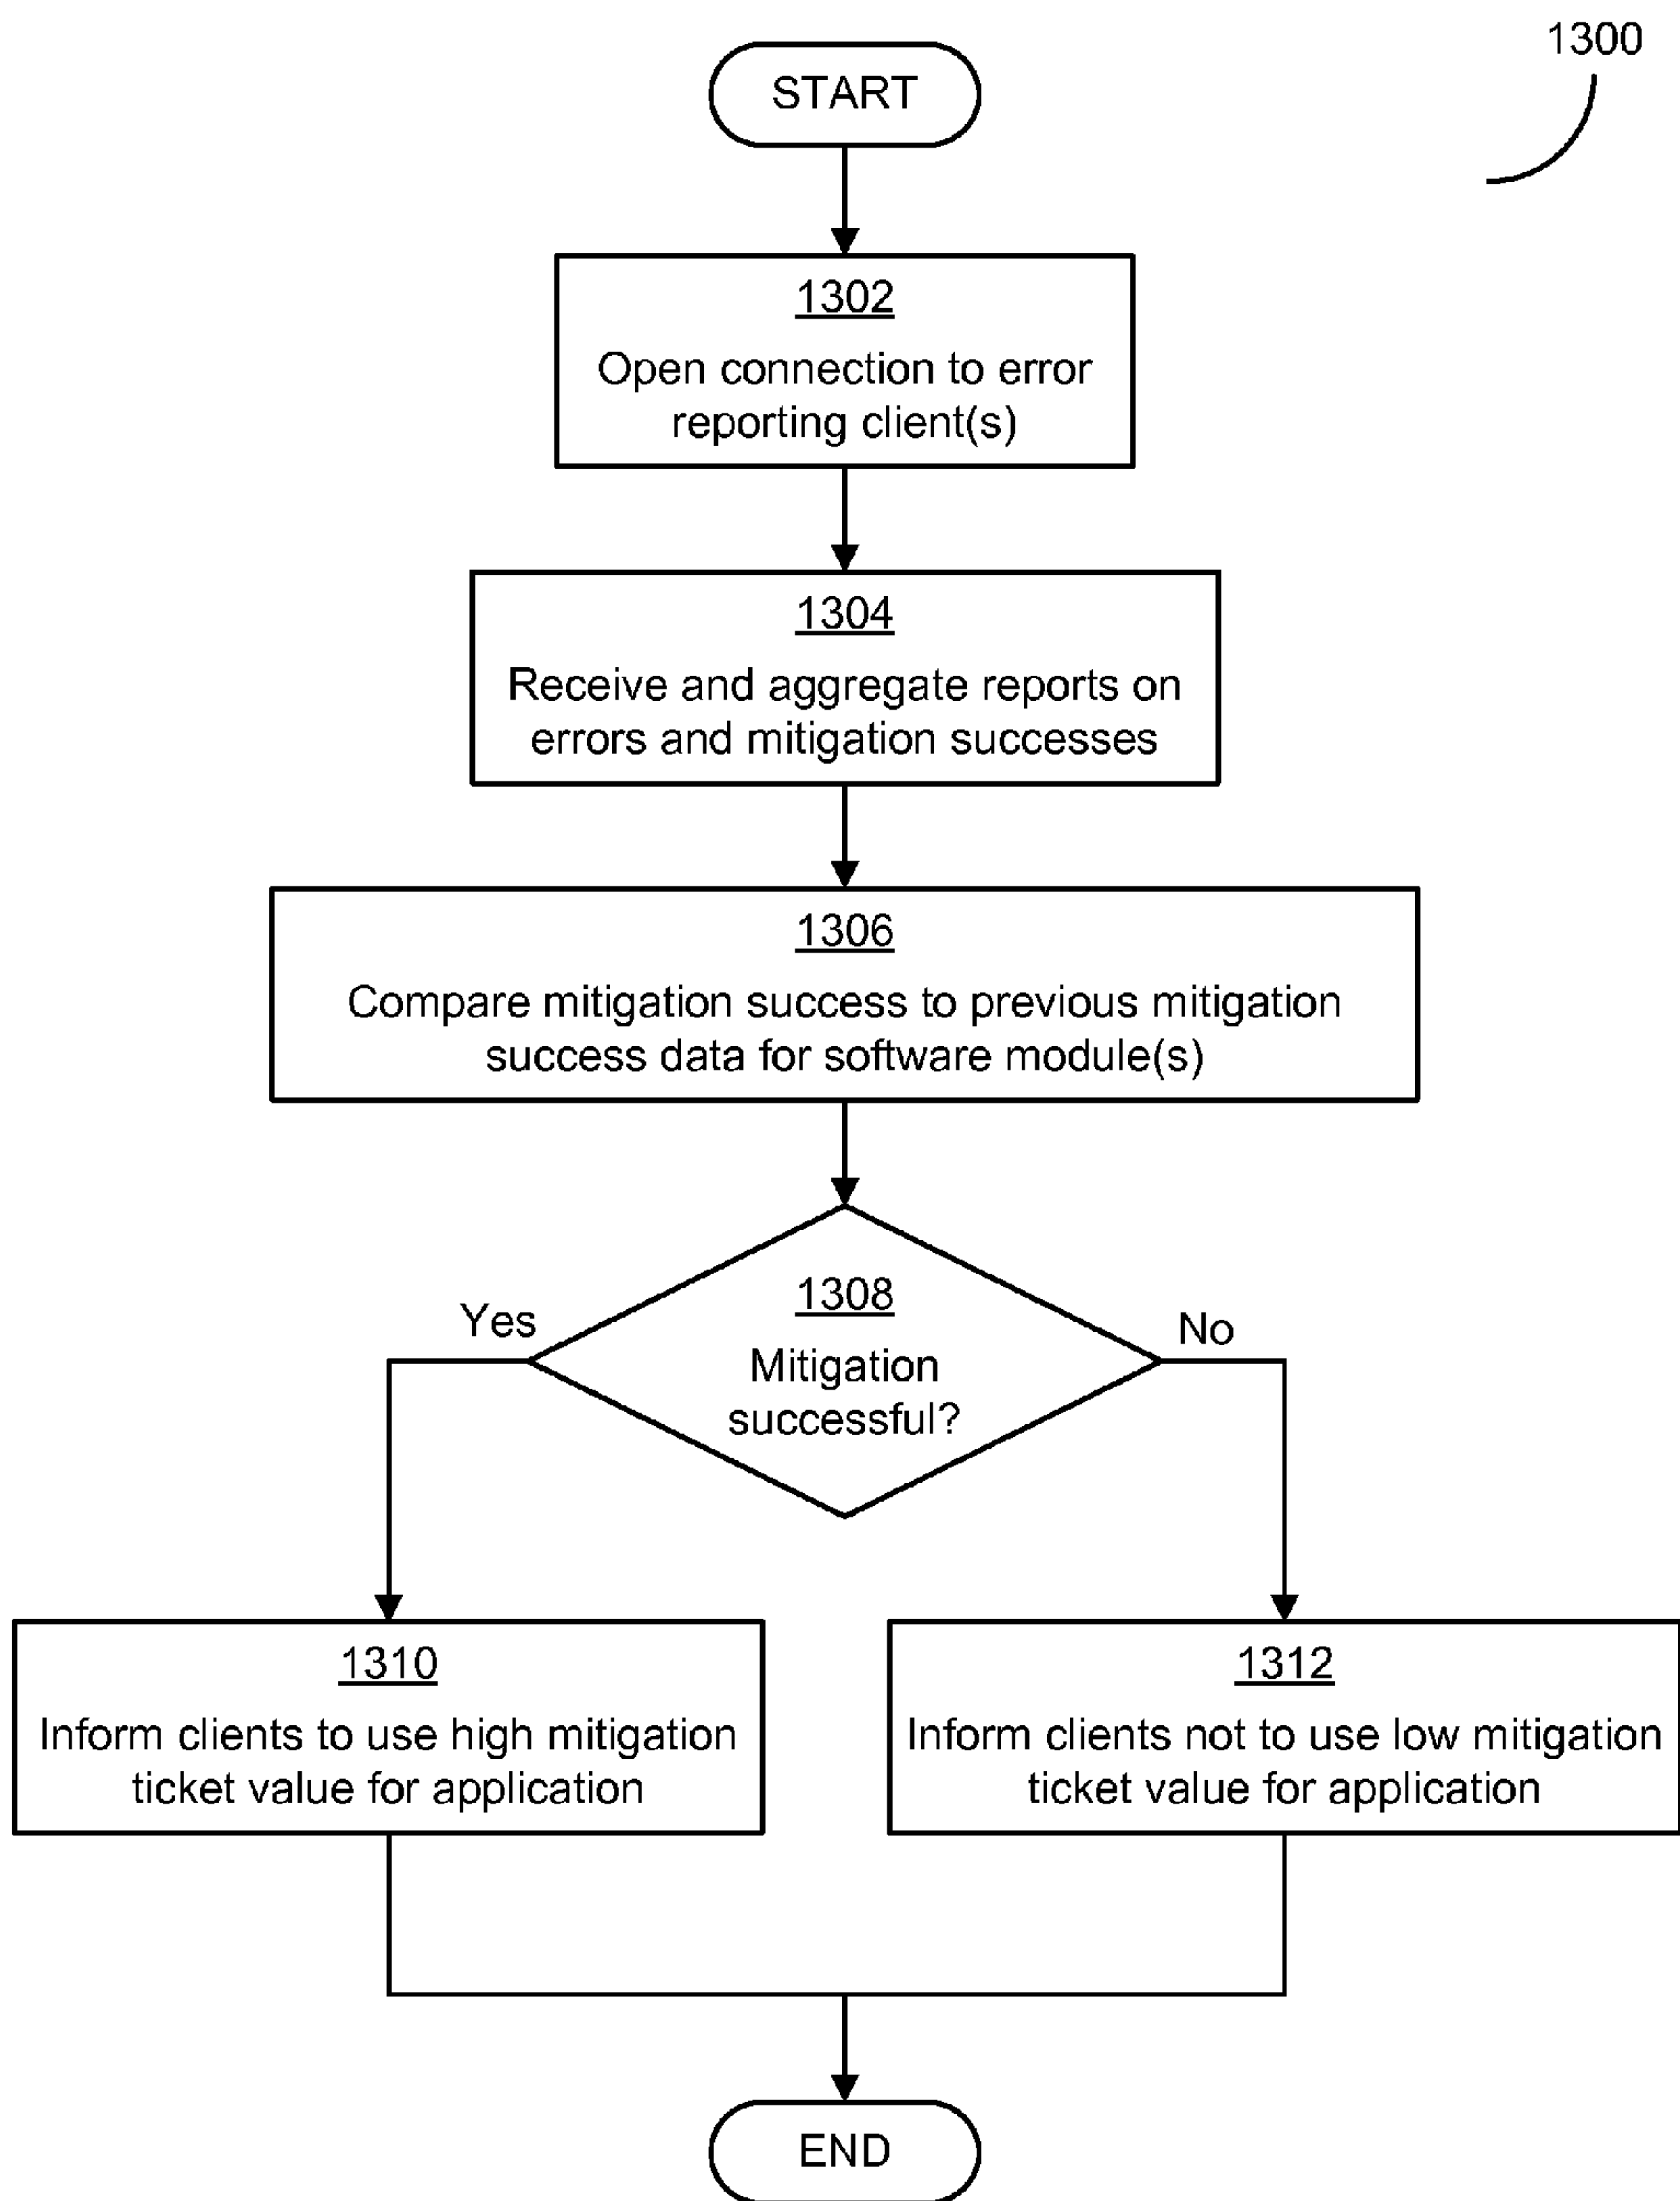 1300
START
1302
Open connection to error
reporting client(s)
1304
Receive and aggregate reports on
errors and mitigation successes
1306
Compare mitigation success to previous mitigation
success data for software module(s)
1308
Mitigation
successful?
Yes
No
1310
Inform clients to use high mitigation
ticket value for application
1312
Inform clients not to use low mitigation
ticket value for application
END